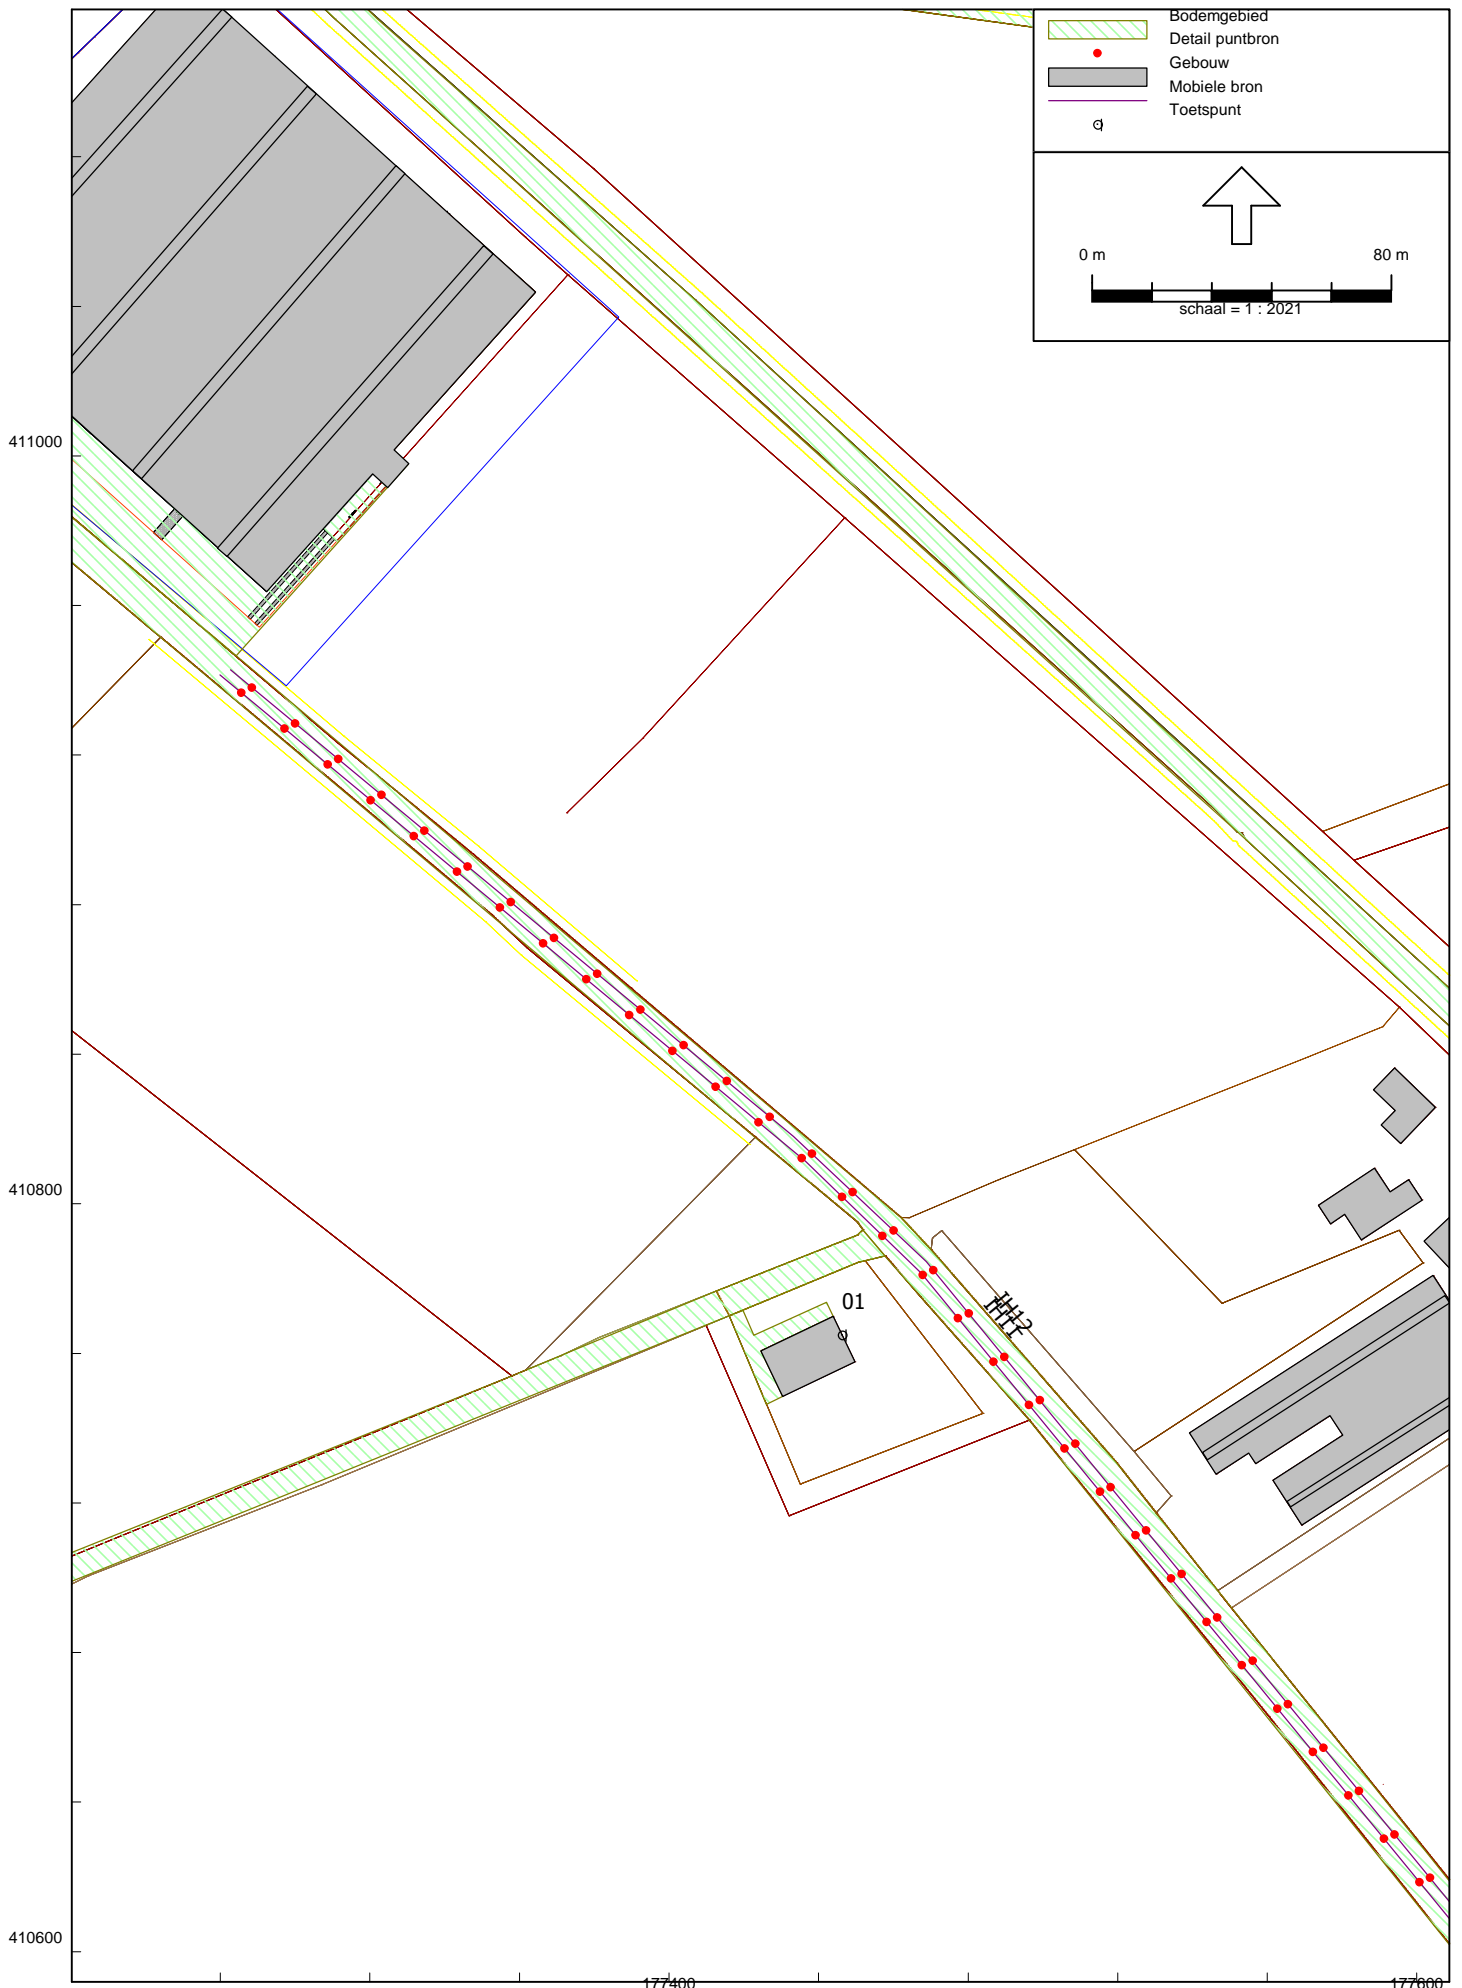 Bodemgebied
Detail puntbron
Gebouw
Mobiele bron
Toetspunt
0 m 80 m
schaal = 1 : 2021
411000
410800
01
410600
177400 177600